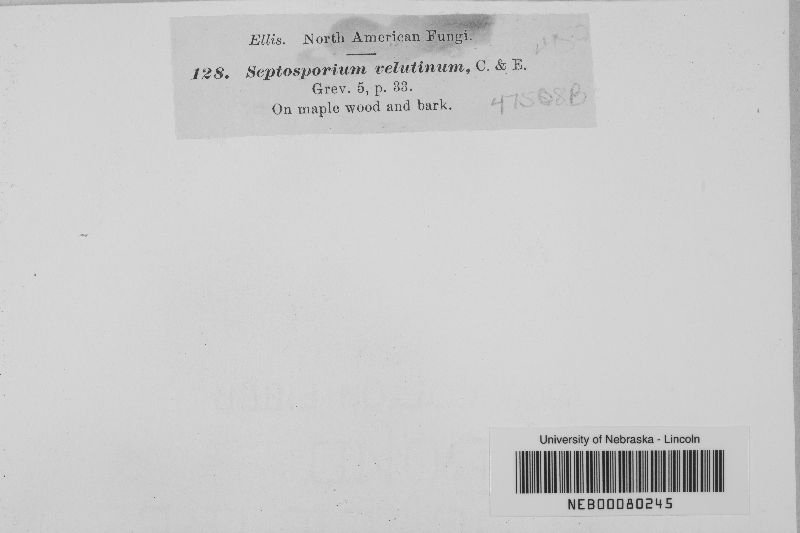 Ellis. North American Fungi.
128. Septosporium velutinum, C. & E.
Grev. 5, p. 33.
On maple wood and bark.
University of Nebraska - Lincoln
NEB00080245